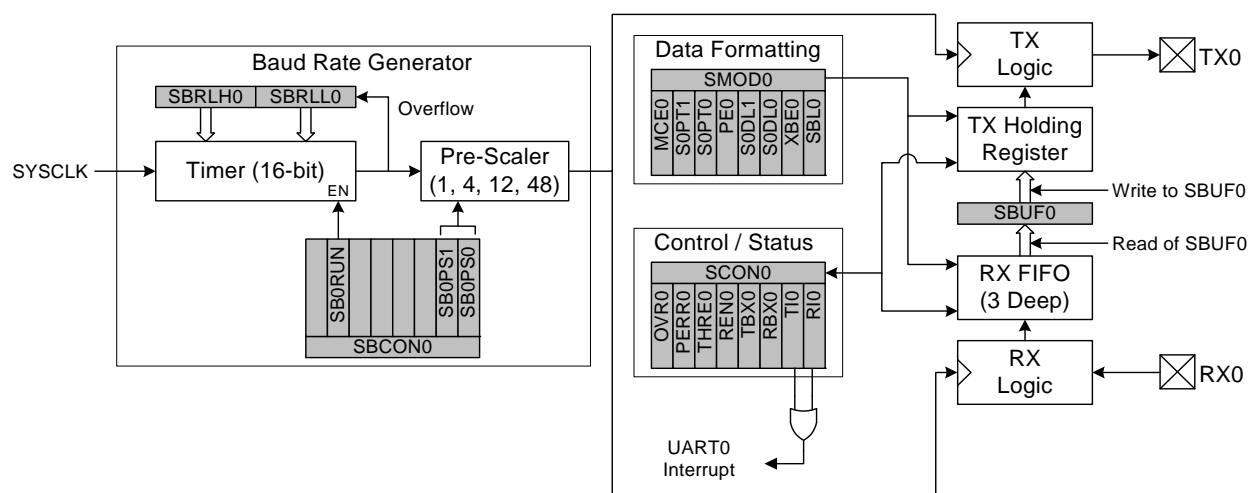 Baud Rate Generator
SBRLH0 SBRLL0
Overflow
SYSCLK
Timer (16-bit)
EN
Pre-Scaler
(1, 4, 12, 48)
SB0RUN
SB0PS1
SB0PS0
SBCON0
Data Formatting
SMOD0
MCE0
S0PT1
S0PT0
PE0
S0DL1
S0DL0
XBE0
SBL0
Control / Status
SCON0
OVR0
PERR0
THRE0
REN0
TBX0
RBX0
TI0
RI0
UART0
Interrupt
TX
Logic
TX0
TX Holding
Register
Write to SBUF0
SBUF0
Read of SBUF0
RX FIFO
(3 Deep)
RX
Logic
RX0